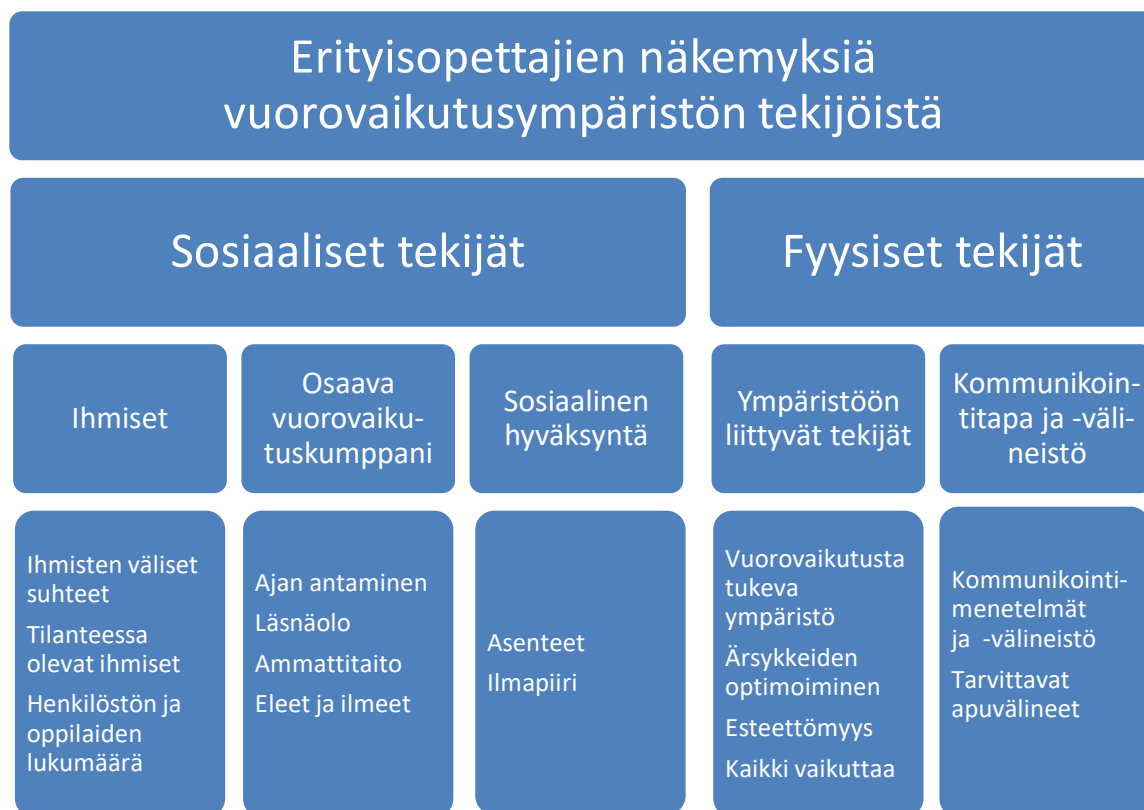 Erityisopettajien näkemyksiä
vuorovaikutusympäristön tekijöistä
Sosiaaliset tekijät
Fyysiset tekijät
Ihmiset
Osaava
vuorovaiku-
tuskumppani
Sosiaalinen
hyväksyntä
Ympäristöön
liittyvät tekijät
Kommunikoin-
titapa ja -väli-
neistö
Ihmisten väliset
suhteet
Tilanteessa
olevat ihmiset
Henkilöstön ja
oppilaiden
lukumäärä
Ajan antaminen
Läsnäolo
Ammattitaito
Eleet ja ilmeet
Asenteet
Ilmapiiri
Vuorovaikutusta
tukeva
ympäristö
Ärsykkeiden
optimoiminen
Esteettömyys
Kaikki vaikuttaa
Kommunikointi-
menetelmät
ja -välineistö
Tarvittavat
apuvälineet